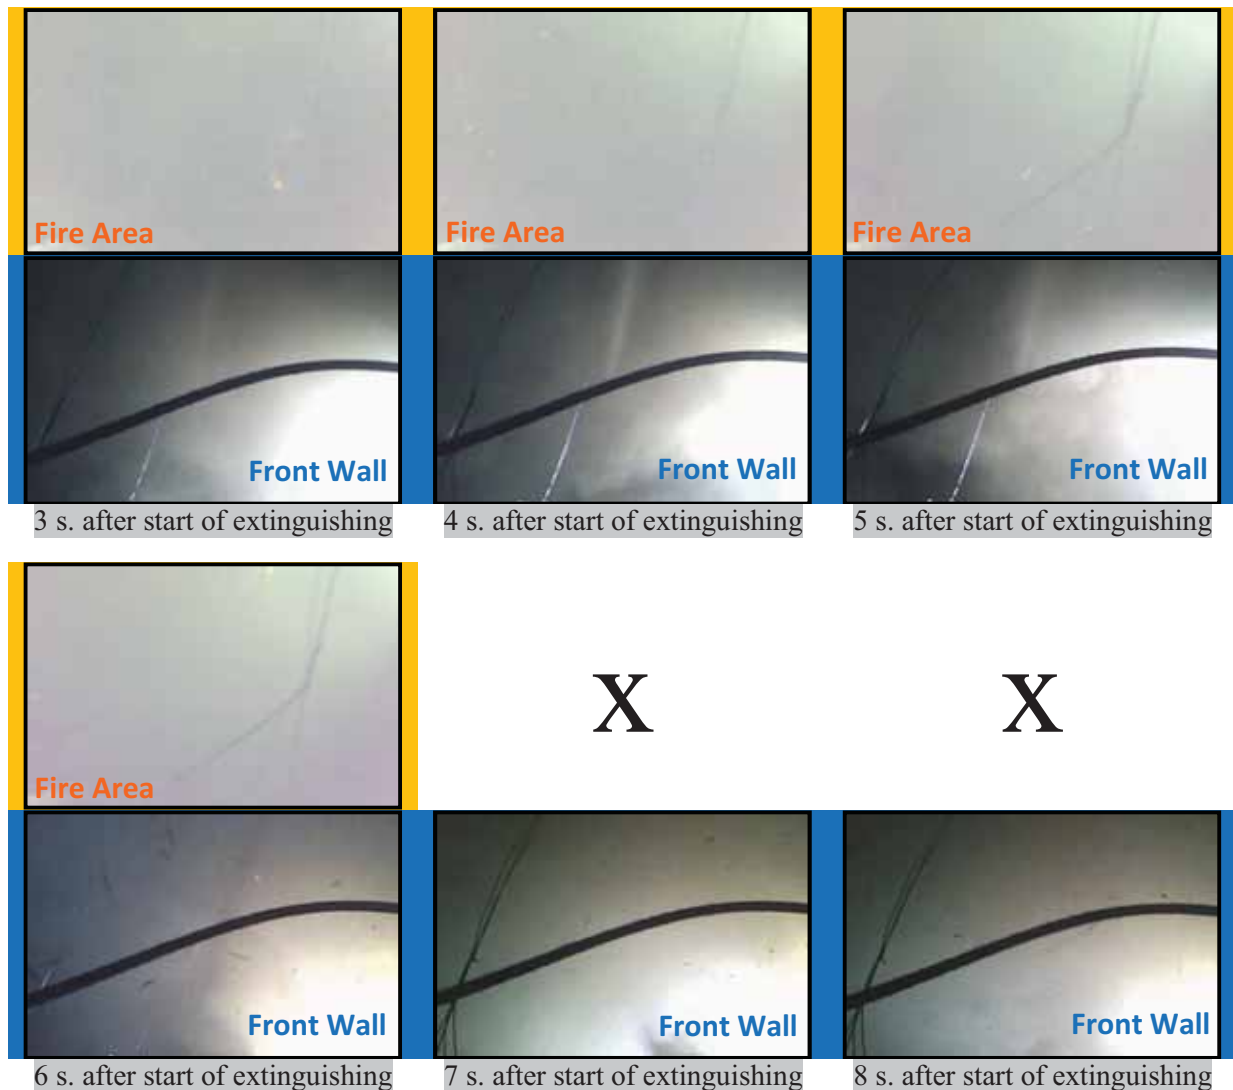 Fire Area
Fire Area
Fire Area
Front Wall
Front Wall
Front Wall
3 s. after start of extinguishing
4 s. after start of extinguishing
5 s. after start of extinguishing
Fire Area
X
X
Front Wall
Front Wall
Front Wall
6 s. after start of extinguishing
7 s. after start of extinguishing
8 s. after start of extinguishing